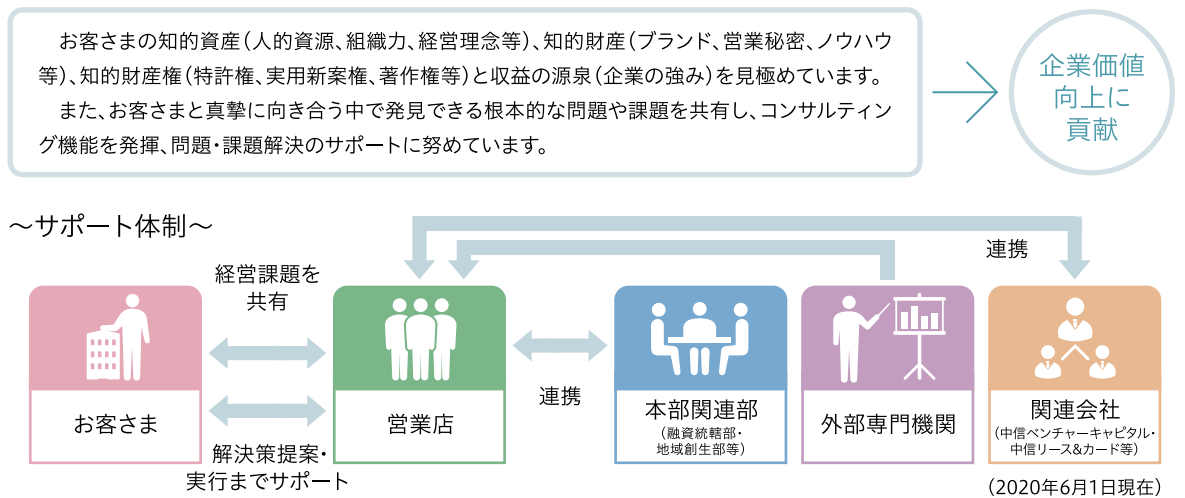 お客さまの知的資産（人的資源、組織力、経営理念等）、知的財産（ブランド、営業秘密、ノウハウ
等）、知的財産権（特許権、実用新案権、著作権等）と収益の源泉（企業の強み）を見極めています。
また、お客さまと真摯に向き合う中で発見できる根本的な問題や課題を共有し、コンサルティン
グ機能を発揮、問題・課題解決のサポートに努めています。
企業価値
向上に
貢献
～サポート体制～
連携
経営課題を
共有
連携
お客さま
営業店
本部関連部
（融資統轄部・
地域創生部等）
外部専門機関
関連会社
（中信ベンチャーキャピタル・
中信リース&カード等）
解決策提案・
実行までサポート
（2020年6月1日現在）